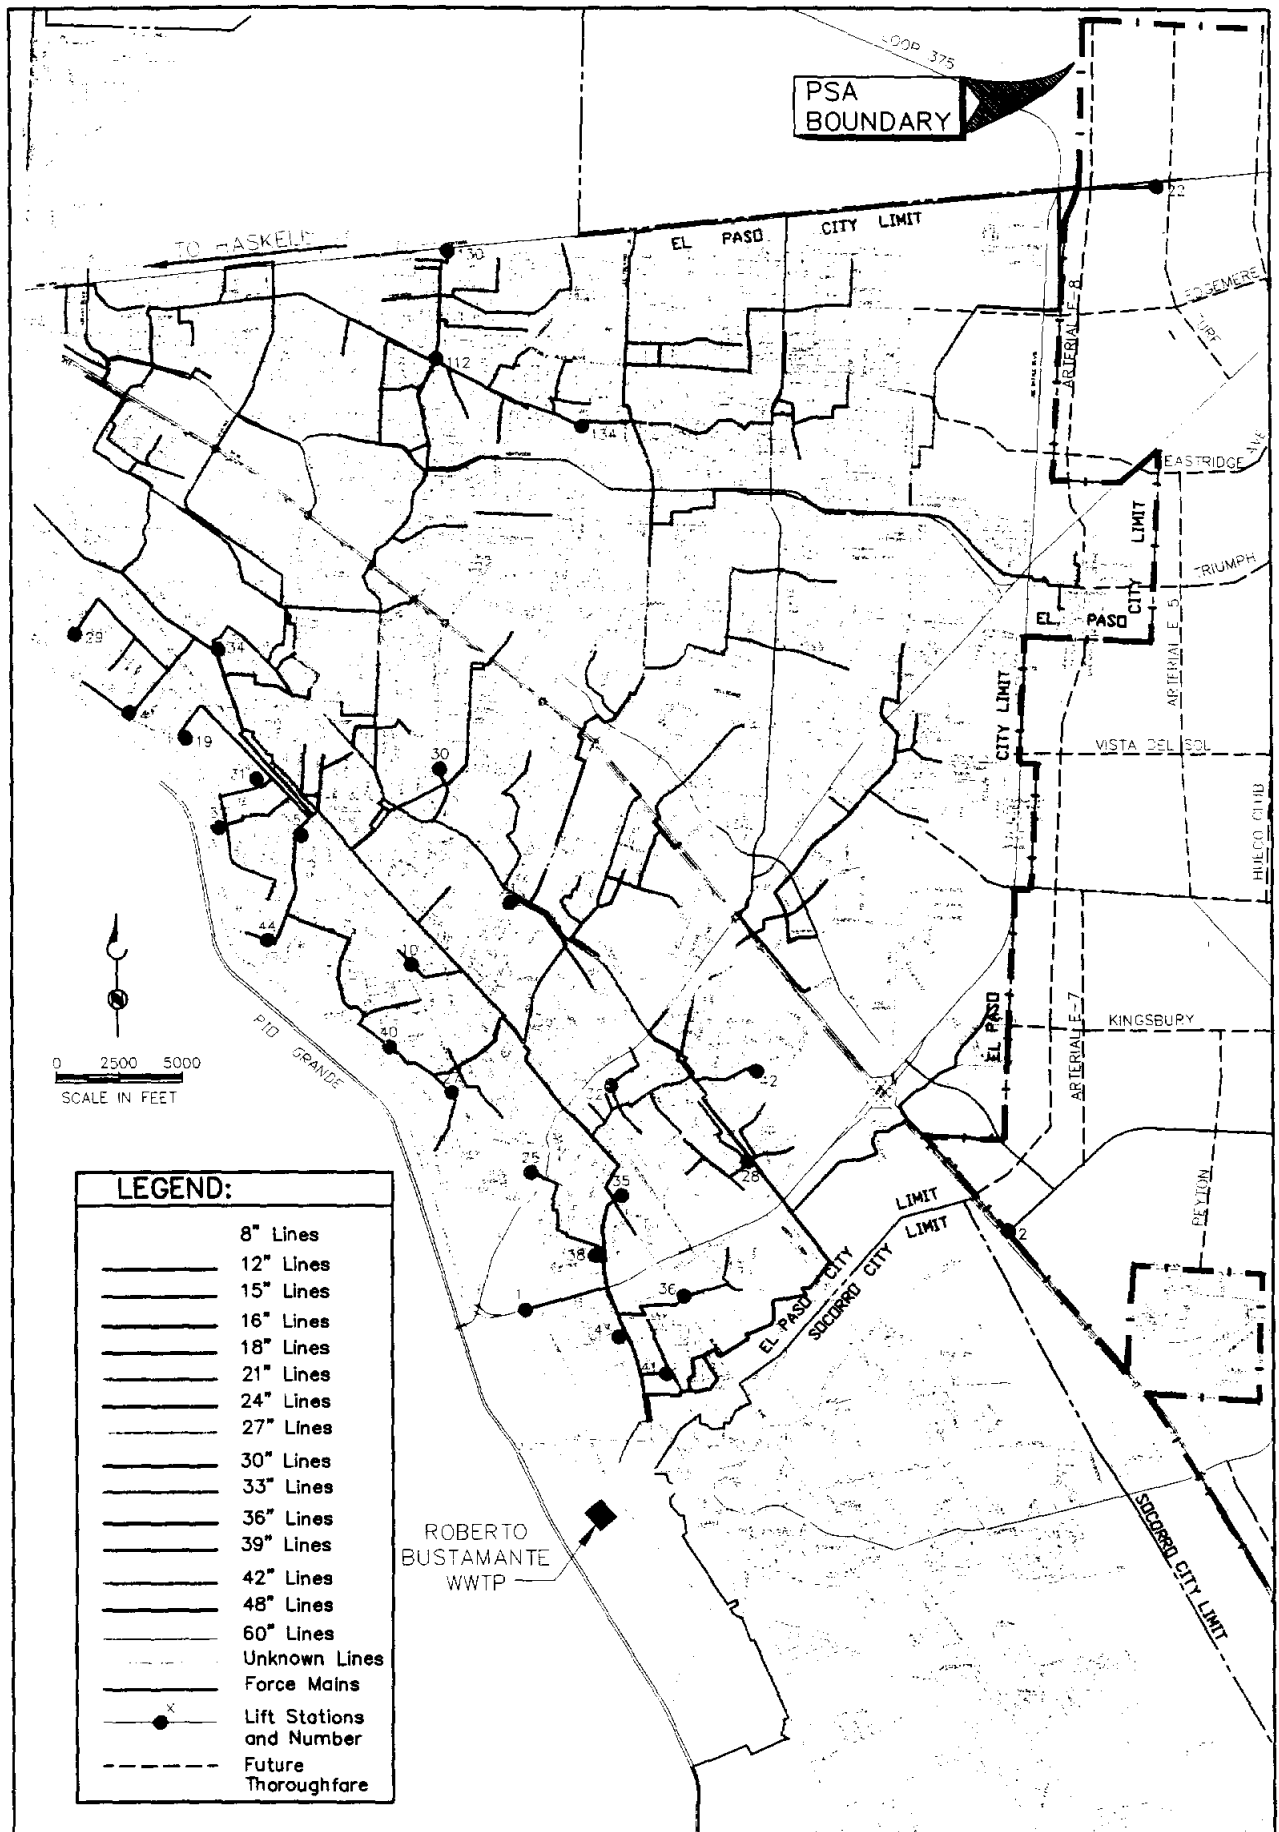 LOOP 375
PSA
BOUNDARY
22
TO HASKELL
130
EL PASO CITY LIMIT
ARTERIAL E-8
EDGEMERE
112
134
EASTRIDGE AVE
CITY LIMIT
TRIUMPH
EL PASO
ARTERIAL E 5
29
34
19
CITY LIMIT
VISTA DEL SOL
30
31
HUECO CLUB
44
10
EL PASO
ARTERIAL E-7
KINGSBURY
RIO GRANDE
40
0 2500 5000
SCALE IN FEET
28
25
35
PEYTON
LIMIT
LIMIT
2
38
EL PASO CITY
SOCORRO CITY
36
1
41
LEGEND:
8" Lines
12" Lines
15" Lines
16" Lines
18" Lines
21" Lines
24" Lines
27" Lines
30" Lines
33" Lines
36" Lines
39" Lines
42" Lines
48" Lines
60" Lines
Unknown Lines
Force Mains
x
Lift Stations
and Number
Future
Thoroughfare
ROBERTO
BUSTAMANTE
WWTP
SOCORRO CITY LIMIT